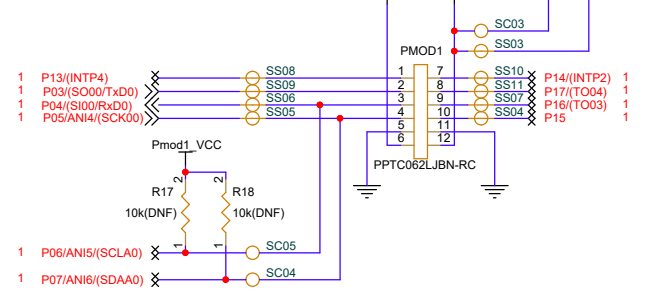 SC03
SS03
PMOD1
1 P13/(INTP4) SS08 1 7 SS10 P14/(INTP2) 1
1 P03/(SO00/TxD0) SS09 2 8 SS11 P17/(TO04) 1
1 P04/(SI00/RxD0) SS06 3 9 SS07 P16/(TO03) 1
1 P05/ANI4/(SCK00) SS05 4 10 SS04 P15 1
5 11
6 12
Pmod1_VCC
PPTC062LJBN-RC
2 2
R17 R18
10k(DNF) 10k(DNF)
1 1
1 P06/ANI5/(SCLA0) SC05
1 P07/ANI6/(SDAA0) SC04